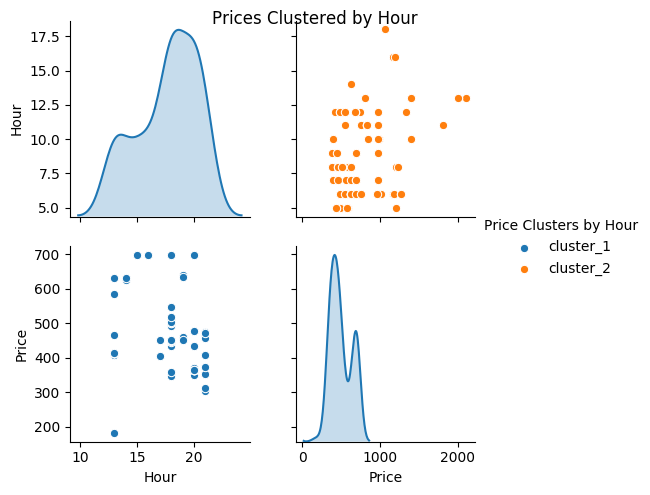 Prices Clustered by Hour
17.5
15.0
12.5
10.0
7.5
5.0
Hour
Price Clusters by Hour
cluster_1
cluster_2
700
600
500
400
300
200
Price
10 15 20
Hour
0 1000 2000
Price